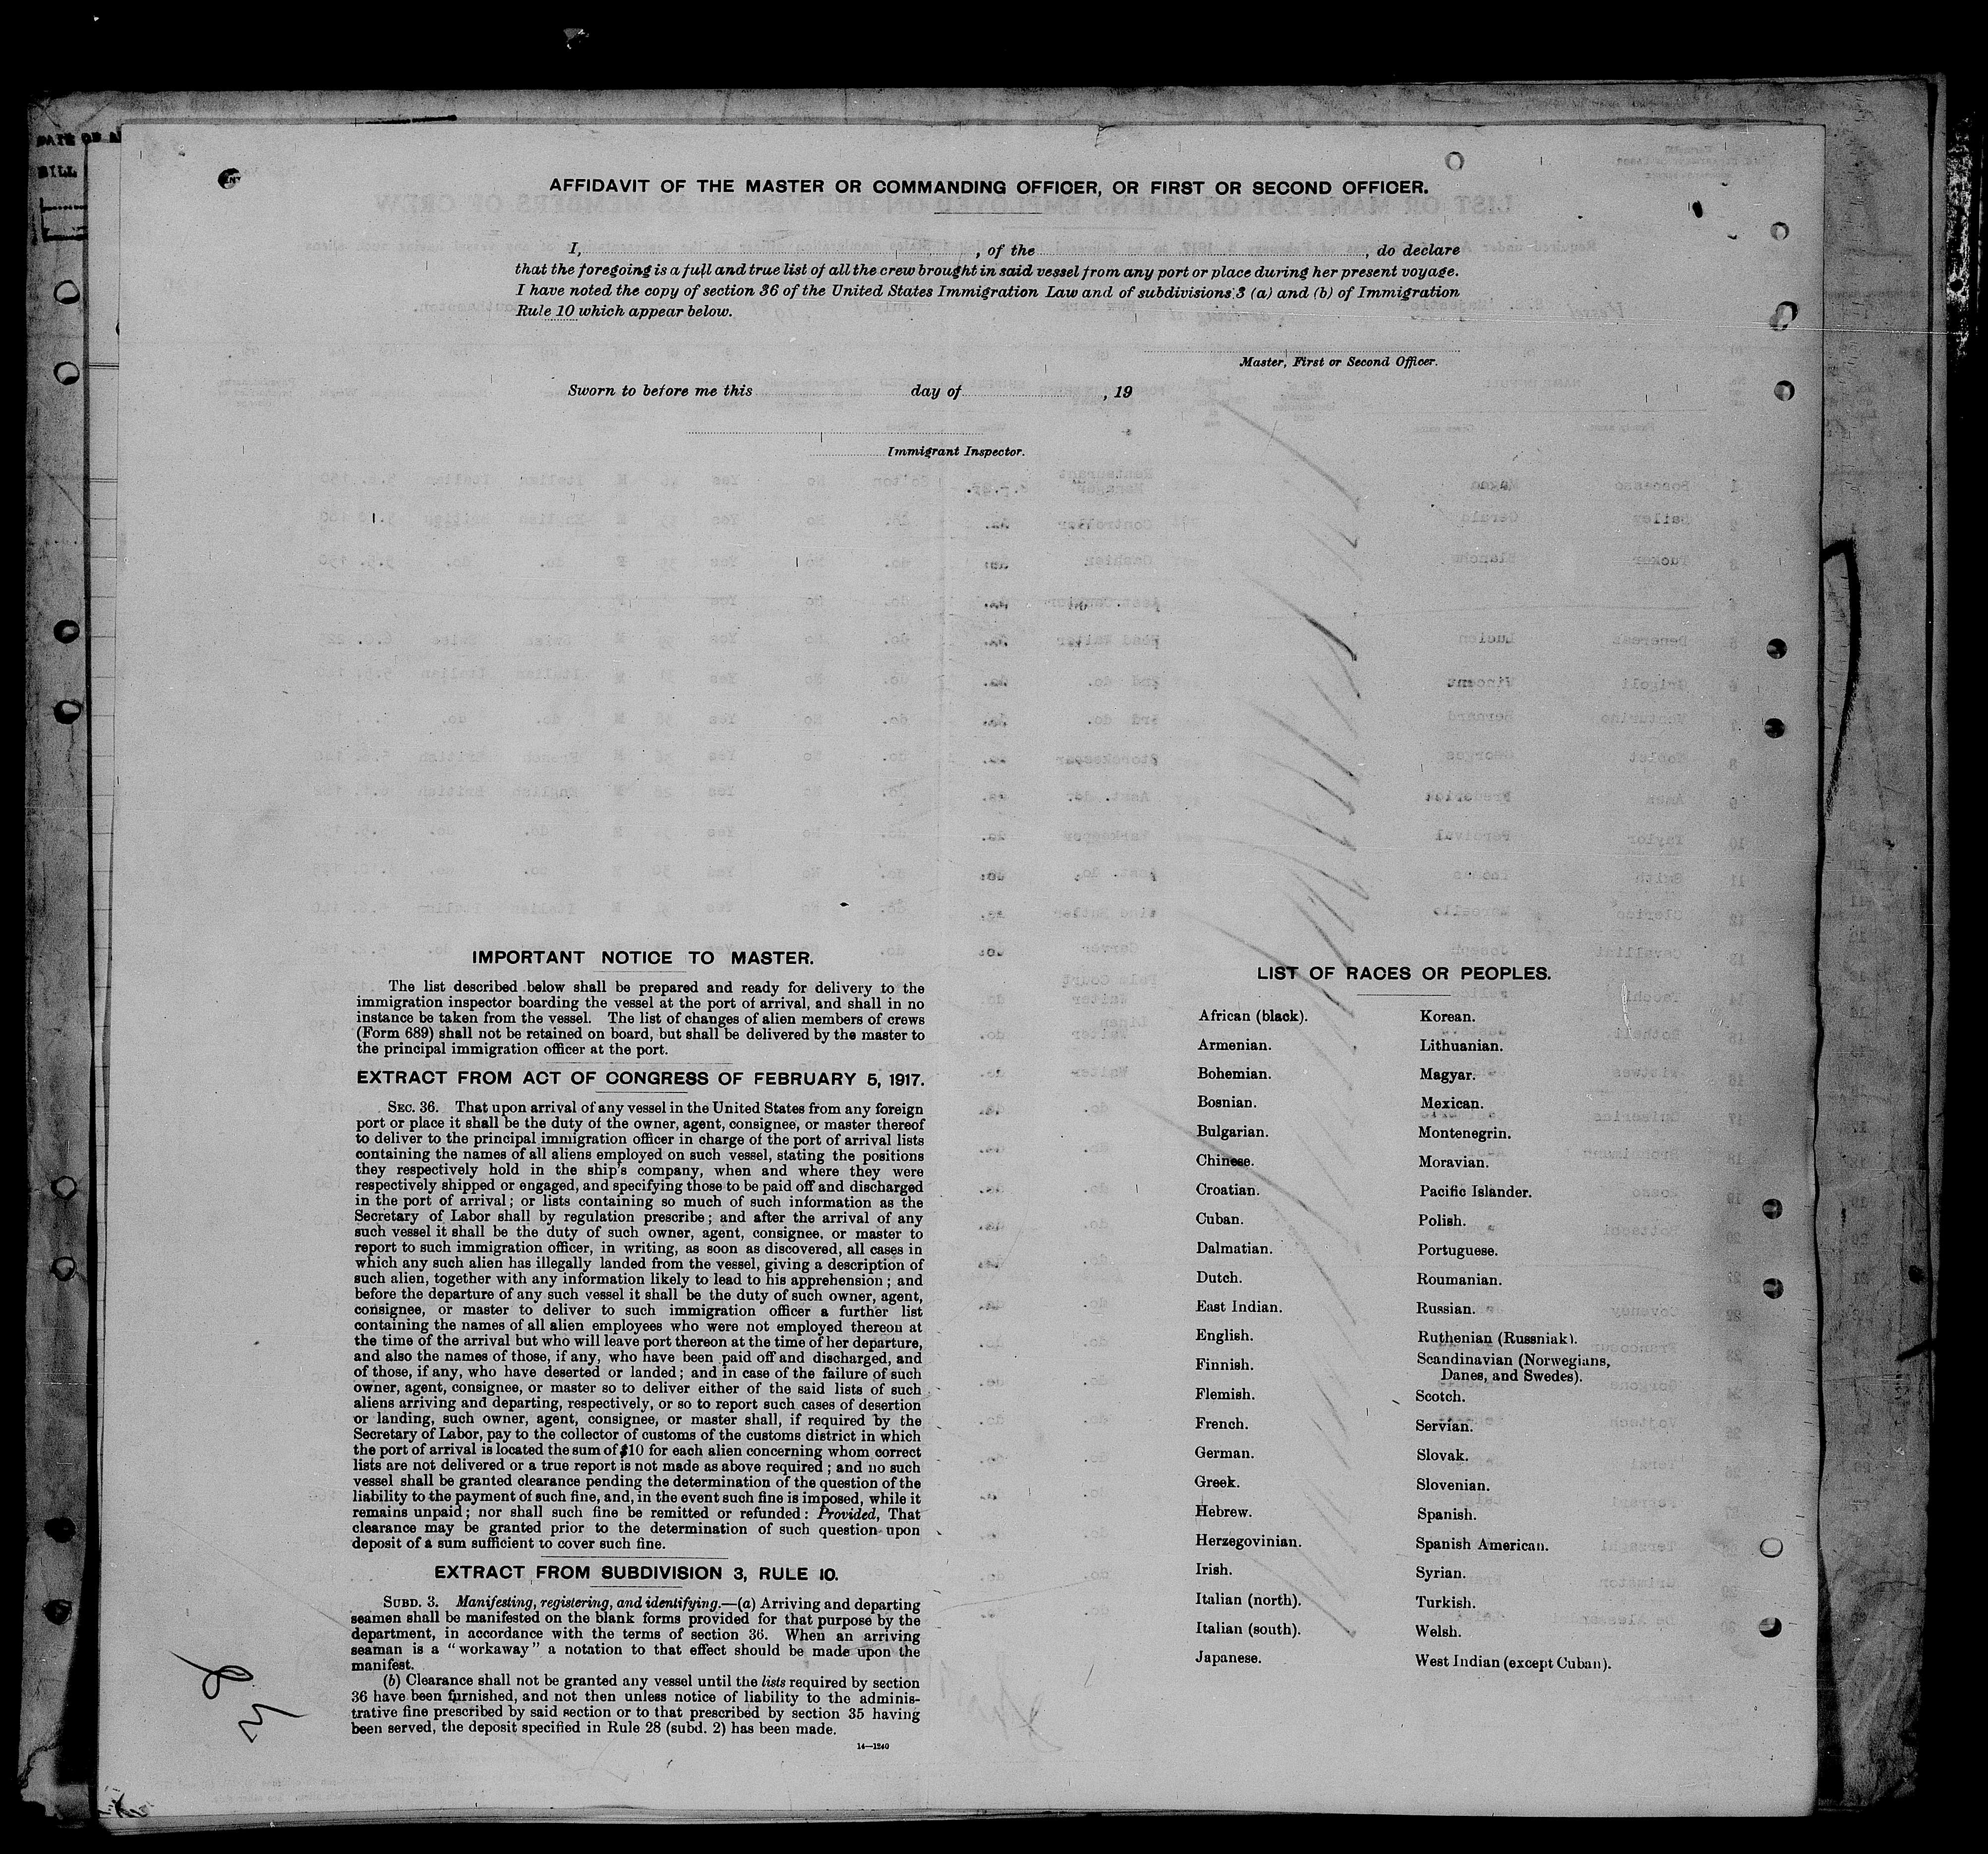 AFFIDAVIT OF THE MASTER OR COMMANDING OFFICER, OR FIRST OR SECOND OFFICER.
I, , of the , do declare
that the foregoing is a full and true list of all the crew brought in said vessel from any port or place during her present voyage.
I have noted the copy of section 36 of the United States Immigration Law and of subdivisions 3 (a) and (b) of Immigration
Rule 10 which appear below.
Master, First or Second Officer.
Sworn to before me this day of , 19
Immigrant Inspector.
IMPORTANT NOTICE TO MASTER.
The list described below shall be prepared and ready for delivery to the
immigration inspector boarding the vessel at the port of arrival, and shall in no
instance be taken from the vessel. The list of changes of alien members of crews
(Form 689) shall not be retained on board, but shall be delivered by the master to
the principal immigration officer at the port.
EXTRACT FROM ACT OF CONGRESS OF FEBRUARY 5, 1917.
SEC. 36. That upon arrival of any vessel in the United States from any foreign
port or place it shall be the duty of the owner, agent, consignee, or master thereof
to deliver to the principal immigration officer in charge of the port of arrival lists
containing the names of all aliens employed on such vessel, stating the positions
they respectively hold in the ship's company, when and where they were
respectively shipped or engaged, and specifying those to be paid off and discharged
in the port of arrival; or lists containing so much of such information as the
Secretary of Labor shall by regulation prescribe; and after the arrival of any
such vessel it shall be the duty of such owner, agent, consignee, or master to
report to such immigration officer, in writing, as soon as discovered, all cases in
which any such alien has illegally landed from the vessel, giving a description of
such alien, together with any information likely to lead to his apprehension; and
before the departure of any such vessel it shall be the duty of such owner, agent,
consignee, or master to deliver to such immigration officer a further list
containing the names of all alien employees who were not employed thereon at
the time of the arrival but who will leave port thereon at the time of her departure,
and also the names of those, if any, who have been paid off and discharged, and
of those, if any, who have deserted or landed; and in case of the failure of such
owner, agent, consignee, or master so to deliver either of the said lists of such
aliens arriving and departing, respectively, or so to report such cases of desertion
or landing, such owner, agent, consignee, or master shall, if required by the
Secretary of Labor, pay to the collector of customs of the customs district in which
the port of arrival is located the sum of $10 for each alien concerning whom correct
lists are not delivered or a true report is not made as above required; and no such
vessel shall be granted clearance pending the determination of the question of the
liability to the payment of such fine, and, in the event such fine is imposed, while it
remains unpaid; nor shall such fine be remitted or refunded: Provided, That
clearance may be granted prior to the determination of such question upon
deposit of a sum sufficient to cover such fine.
EXTRACT FROM SUBDIVISION 3, RULE 10.
SUBD. 3. Manifesting, registering, and identifying.—(a) Arriving and departing
seamen shall be manifested on the blank forms provided for that purpose by the
department, in accordance with the terms of section 36. When an arriving
seaman is a "workaway" a notation to that effect should be made upon the
manifest.
(b) Clearance shall not be granted any vessel until the lists required by section
36 have been furnished, and not then unless notice of liability to the adminis-
trative fine prescribed by said section or to that prescribed by section 35 having
been served, the deposit specified in Rule 28 (subd. 2) has been made.
14—1240
LIST OF RACES OR PEOPLES.
African (black).
Armenian.
Bohemian.
Bosnian.
Bulgarian.
Chinese.
Croatian.
Cuban.
Dalmatian.
Dutch.
East Indian.
English.
Finnish.
Flemish.
French.
German.
Greek.
Hebrew.
Herzegovinian.
Irish.
Italian (north).
Italian (south).
Japanese.
Korean.
Lithuanian.
Magyar.
Mexican.
Montenegrin.
Moravian.
Pacific Islander.
Polish.
Portuguese.
Roumanian.
Russian.
Ruthenian (Russniak).
Scandinavian (Norwegians,
Danes, and Swedes).
Scotch.
Servian.
Slovak.
Slovenian.
Spanish.
Spanish American.
Syrian.
Turkish.
Welsh.
West Indian (except Cuban).